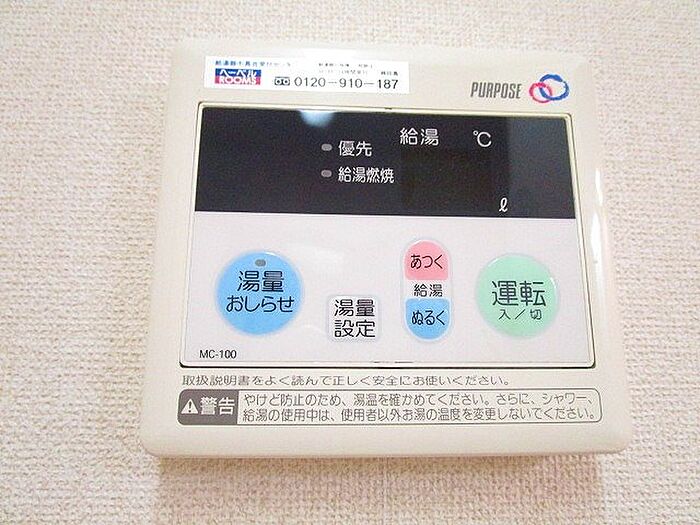 ヘーベル
ROOMS
0120-910-187
PURPOSE
給湯 ℃
優先
給湯燃焼
ℓ
湯量
おしらせ
湯量
設定
あつく
給湯
ぬるく
運転
入/切
MC-100
取扱説明書をよく読んで正しく安全にお使いください。
警告
やけど防止のため、湯温を確かめてください。さらに、シャワー、
給湯の使用中は、使用者以外お湯の温度を変更しないでください。